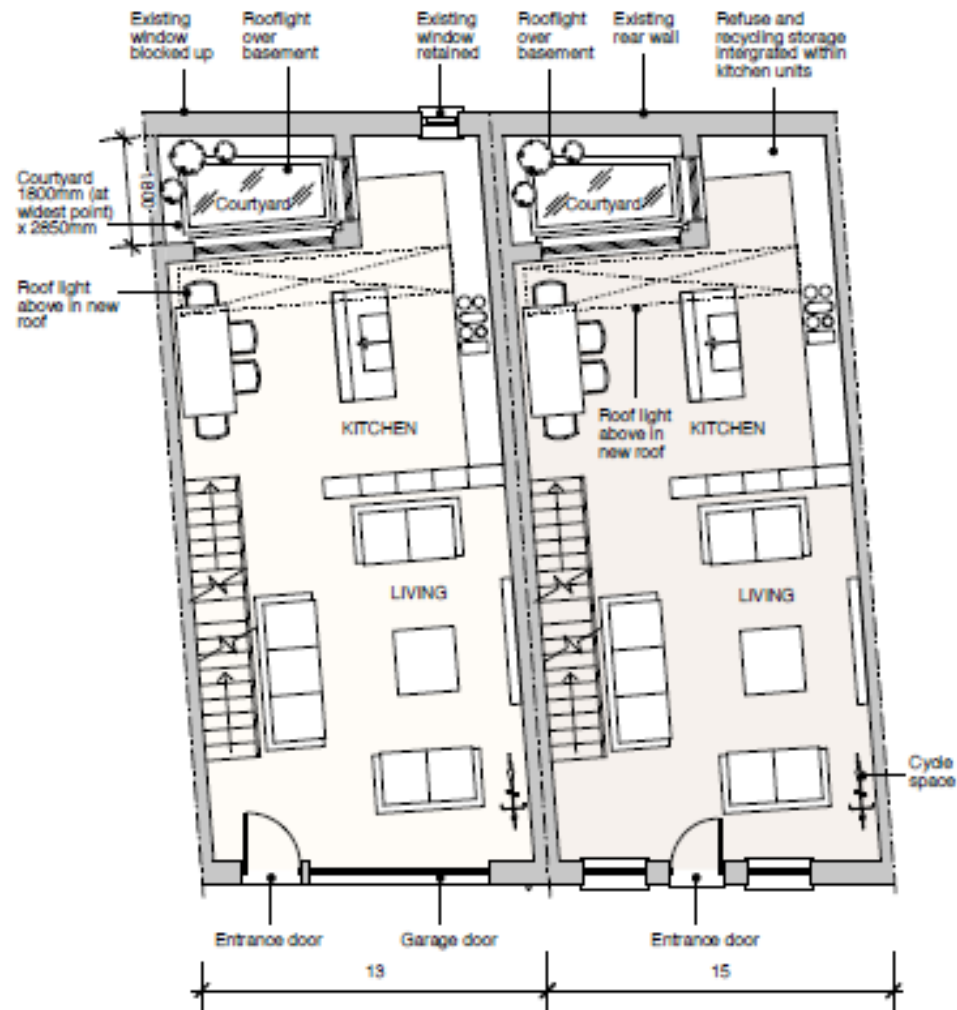 Existing
window
blocked up
Rooflight
over
basement
Existing
window
retained
Rooflight
over
basement
Existing
rear wall
Refuse and
recycling storage
intergrated within
kitchen units
Courtyard
1800mm (at
widest point)
x 2850mm
1800
Courtyard
Courtyard
Roof light
above in new
roof
Roof light
above in
new roof
KITCHEN
KITCHEN
LIVING
LIVING
Cycle
space
Entrance door
Garage door
Entrance door
13
15